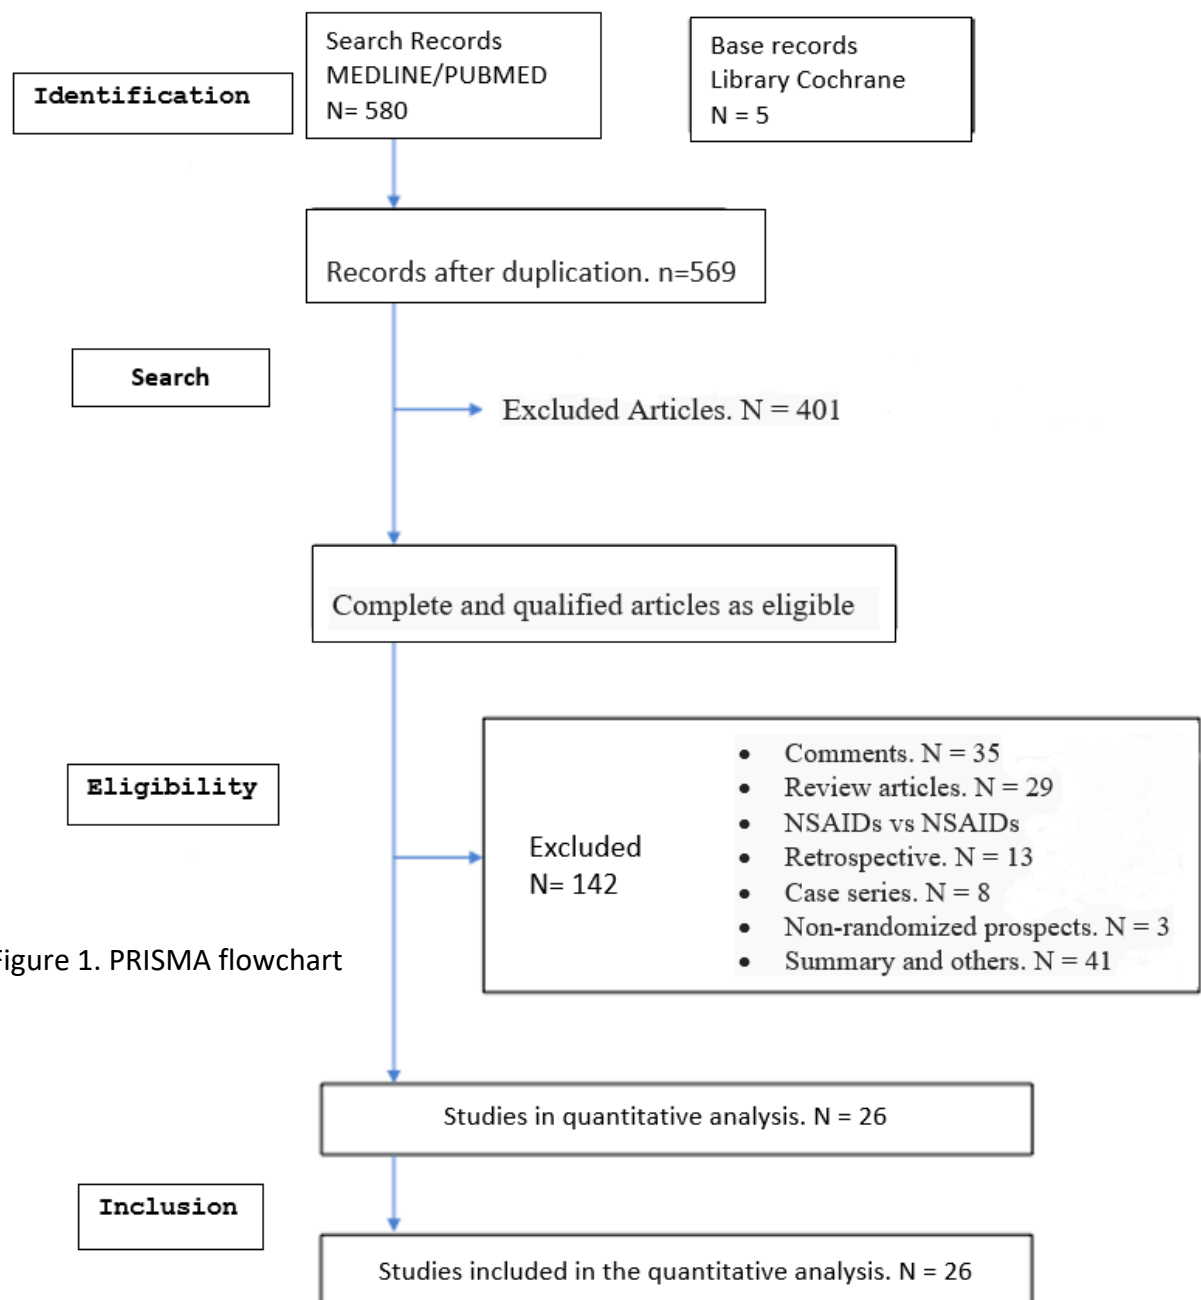 Identification
Search Records
MEDLINE/PUBMED
N= 580
Base records
Library Cochrane
N = 5
Records after duplication. n=569
Search
Excluded Articles. N = 401
Complete and qualified articles as eligible
Eligibility
Excluded
N= 142
• Comments. N = 35
• Review articles. N = 29
• NSAIDs vs NSAIDs
• Retrospective. N = 13
• Case series. N = 8
• Non-randomized prospects. N = 3
• Summary and others. N = 41
Figure 1. PRISMA flowchart
Studies in quantitative analysis. N = 26
Inclusion
Studies included in the quantitative analysis. N = 26